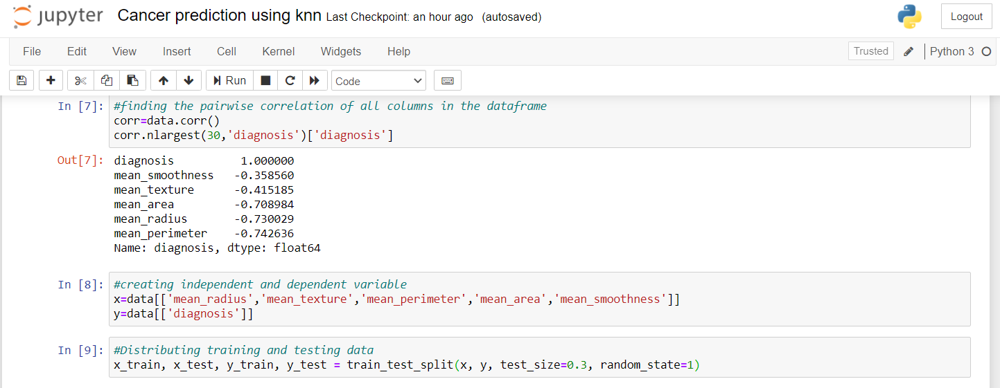 jupyter Cancer prediction using knn Last Checkpoint: an hour ago (autosaved) Logout
File Edit View Insert Cell Kernel Widgets Help Trusted Python 3
Run Code
In [7]: #finding the pairwise correlation of all columns in the dataframe
corr=data.corr()
corr.nlargest(30,'diagnosis')['diagnosis']
Out[7]: diagnosis 1.000000
mean_smoothness -0.358560
mean_texture -0.415185
mean_area -0.708984
mean_radius -0.730029
mean_perimeter -0.742636
Name: diagnosis, dtype: float64
In [8]: #creating independent and dependent variable
x=data[['mean_radius','mean_texture','mean_perimeter','mean_area','mean_smoothness']]
y=data[['diagnosis']]
In [9]: #Distributing training and testing data
x_train, x_test, y_train, y_test = train_test_split(x, y, test_size=0.3, random_state=1)